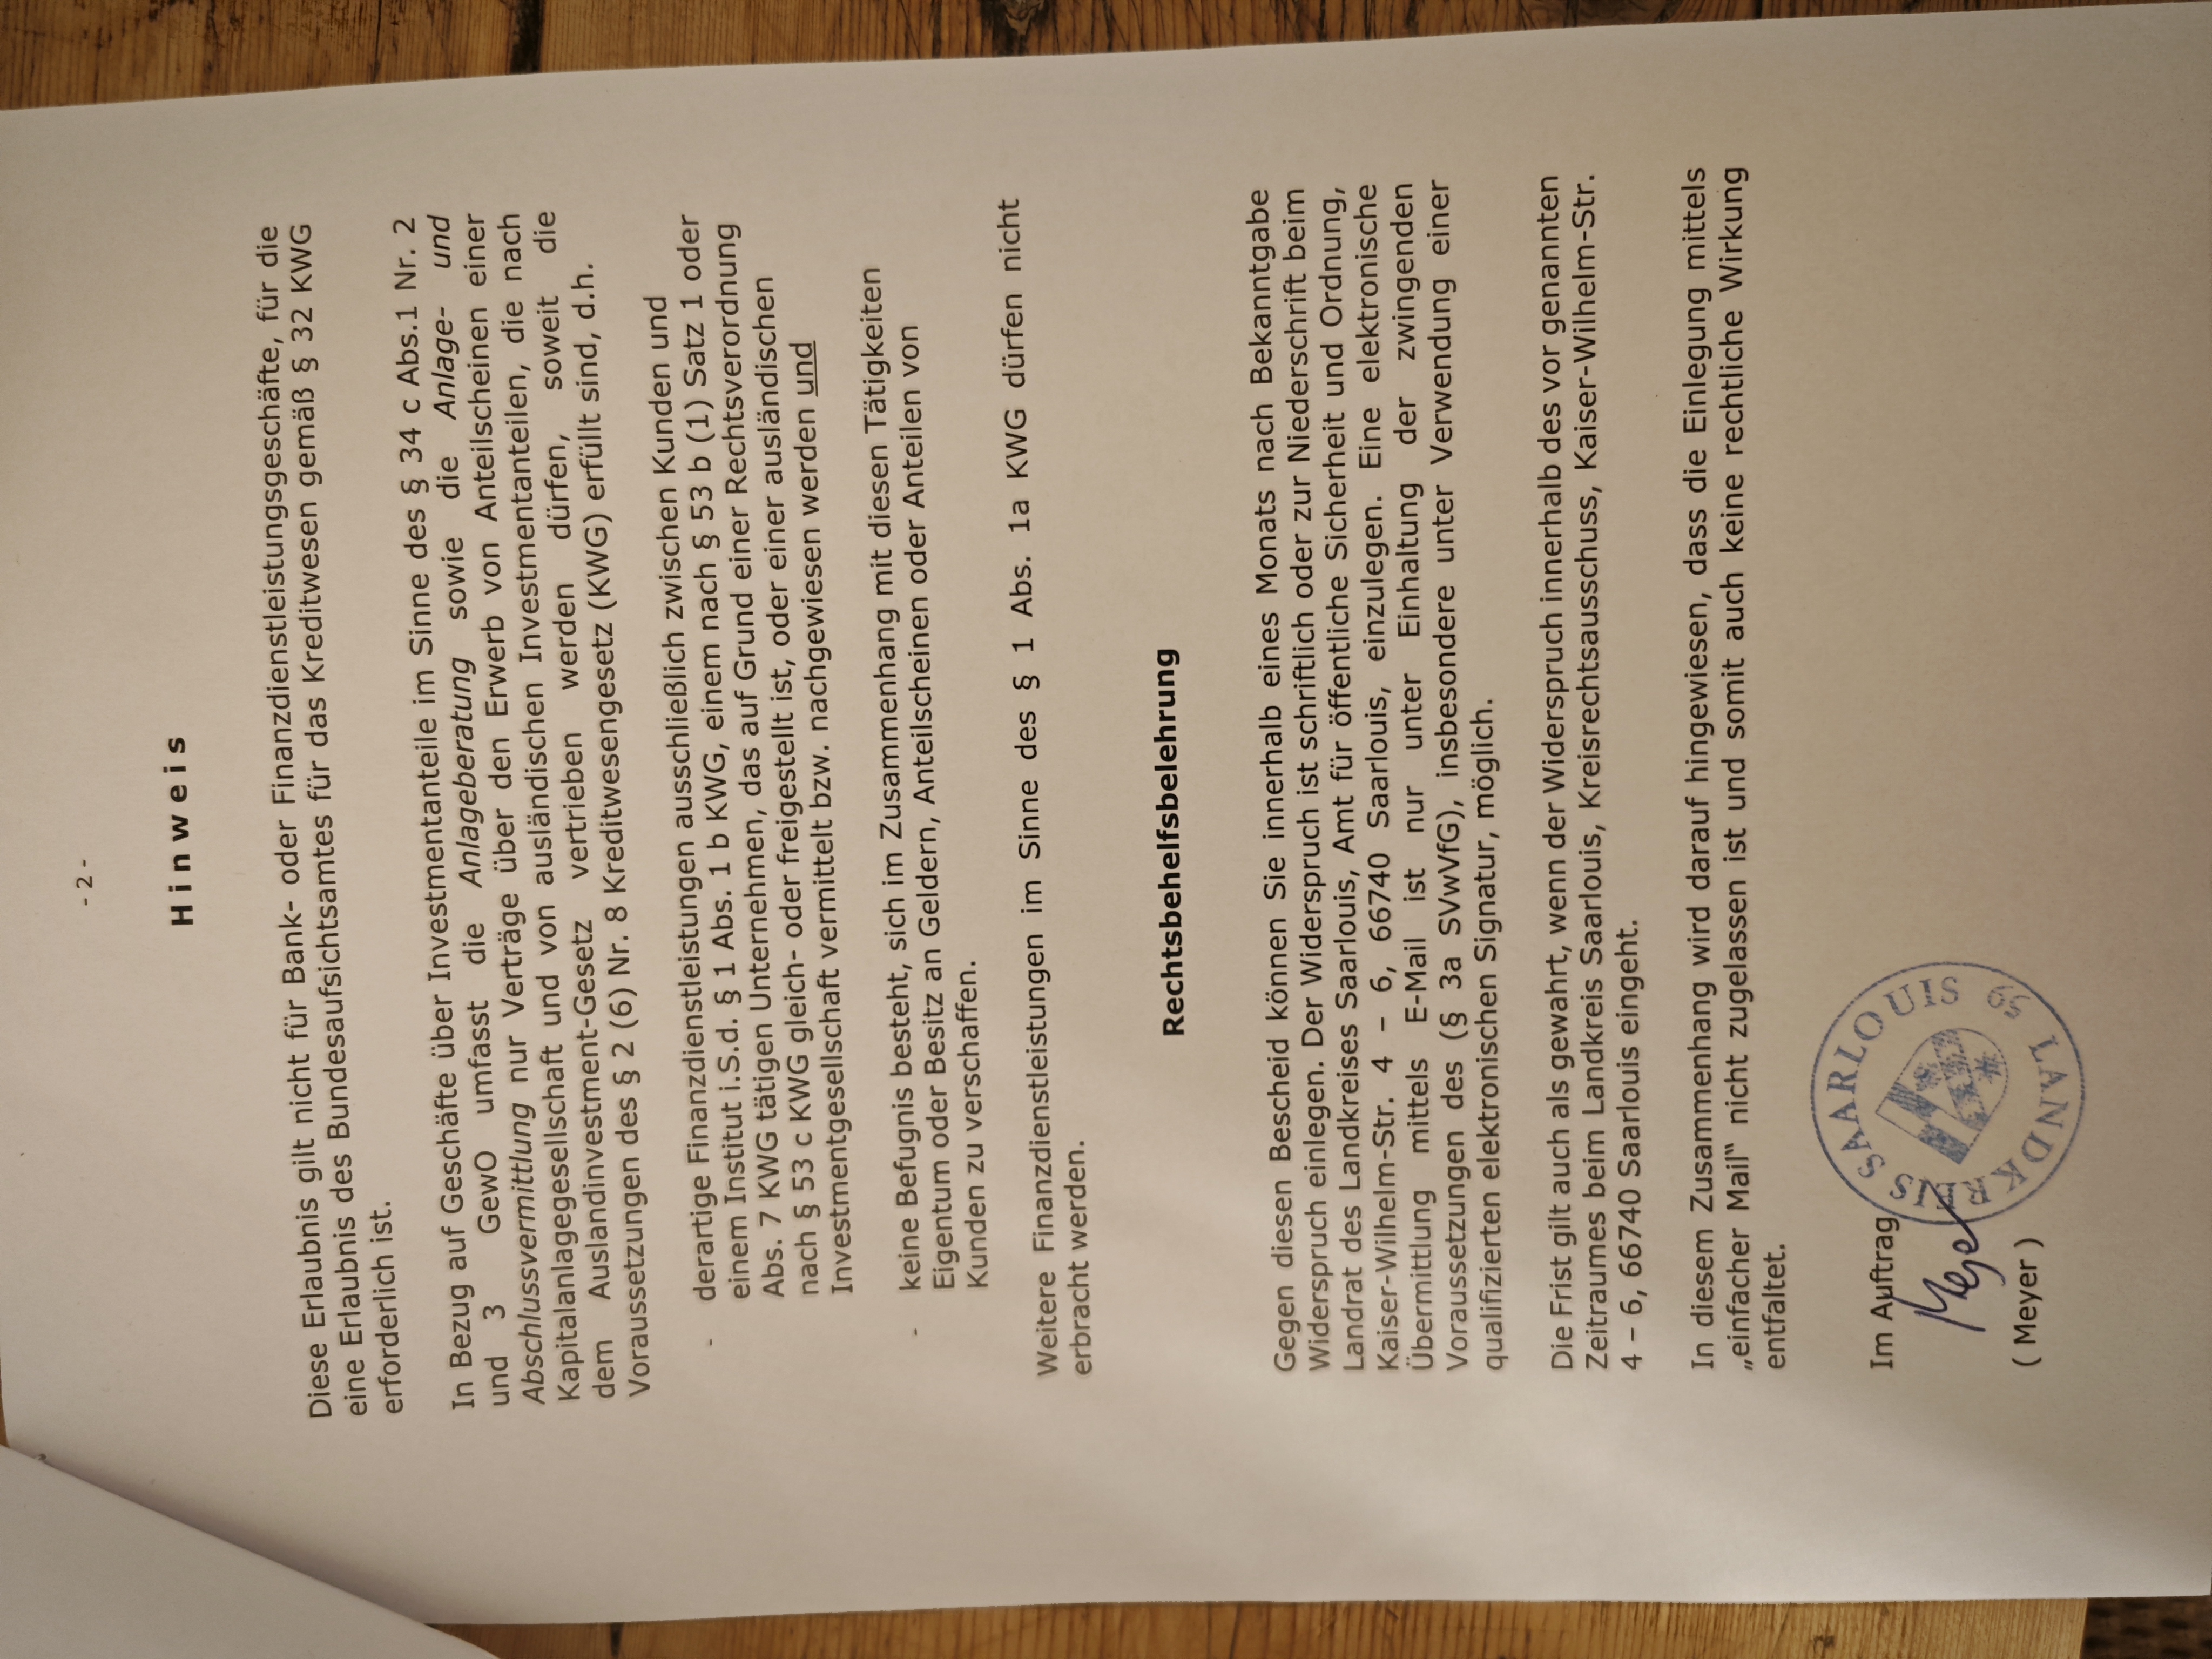 - 2 -
Hinweis
Diese Erlaubnis gilt nicht für Bank- oder Finanzdienstleistungsgeschäfte, für die
eine Erlaubnis des Bundesaufsichtsamtes für das Kreditwesen gemäß § 32 KWG
erforderlich ist.
In Bezug auf Geschäfte über Investmentanteile im Sinne des § 34 c Abs.1 Nr. 2
und 3 GewO umfasst die Anlageberatung sowie die Anlage- und
Abschlussvermittlung nur Verträge über den Erwerb von Anteilscheinen einer
Kapitalanlagegesellschaft und von ausländischen Investmentanteilen, die nach
dem Auslandinvestment-Gesetz vertrieben werden dürfen, soweit die
Voraussetzungen des § 2 (6) Nr. 8 Kreditwesengesetz (KWG) erfüllt sind, d.h.
- derartige Finanzdienstleistungen ausschließlich zwischen Kunden und
einem Institut i.S.d. § 1 Abs. 1 b KWG, einem nach § 53 b (1) Satz 1 oder
Abs. 7 KWG tätigen Unternehmen, das auf Grund einer Rechtsverordnung
nach § 53 c KWG gleich- oder freigestellt ist, oder einer ausländischen
Investmentgesellschaft vermittelt bzw. nachgewiesen werden und
- keine Befugnis besteht, sich im Zusammenhang mit diesen Tätigkeiten
Eigentum oder Besitz an Geldern, Anteilscheinen oder Anteilen von
Kunden zu verschaffen.
Weitere Finanzdienstleistungen im Sinne des § 1 Abs. 1a KWG dürfen nicht
erbracht werden.
Rechtsbehelfsbelehrung
Gegen diesen Bescheid können Sie innerhalb eines Monats nach Bekanntgabe
Widerspruch einlegen. Der Widerspruch ist schriftlich oder zur Niederschrift beim
Landrat des Landkreises Saarlouis, Amt für öffentliche Sicherheit und Ordnung,
Kaiser-Wilhelm-Str. 4 – 6, 66740 Saarlouis, einzulegen. Eine elektronische
Übermittlung mittels E-Mail ist nur unter Einhaltung der zwingenden
Voraussetzungen des (§ 3a SVwVfG), insbesondere unter Verwendung einer
qualifizierten elektronischen Signatur, möglich.
Die Frist gilt auch als gewahrt, wenn der Widerspruch innerhalb des vor genannten
Zeitraumes beim Landkreis Saarlouis, Kreisrechtsausschuss, Kaiser-Wilhelm-Str.
4 – 6, 66740 Saarlouis eingeht.
In diesem Zusammenhang wird darauf hingewiesen, dass die Einlegung mittels
„einfacher Mail“ nicht zugelassen ist und somit auch keine rechtliche Wirkung
entfaltet.
Im Auftrag
Meyer
( Meyer )
LANDKREIS SAARLOUIS 59